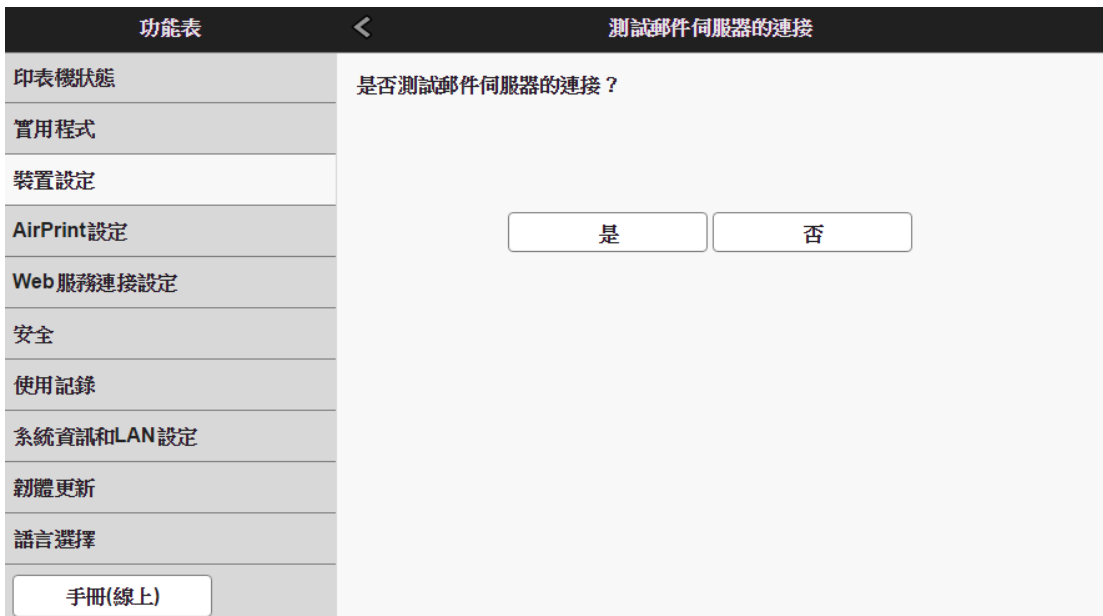 功能表
測試郵件伺服器的連接
印表機狀態
實用程式
裝置設定
AirPrint設定
Web服務連接設定
安全
使用記錄
系統資訊和LAN設定
韌體更新
語言選擇
手冊(線上)
是否測試郵件伺服器的連接？
是
否